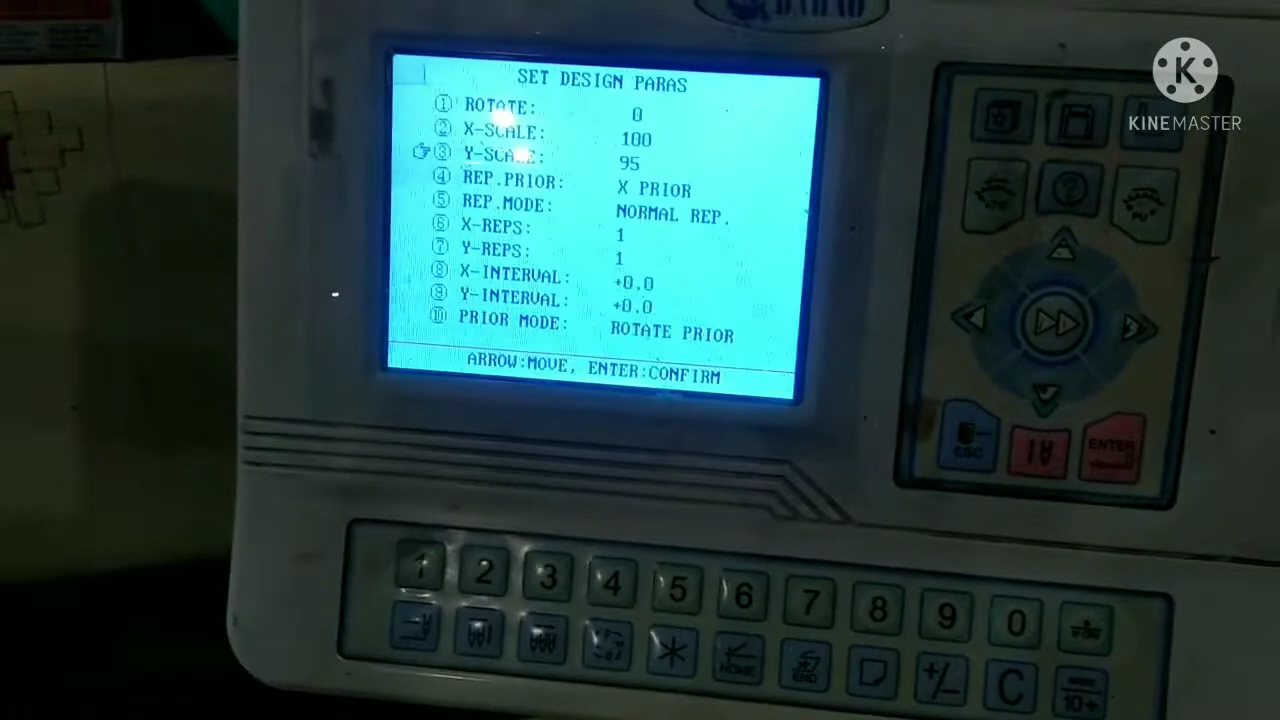 DAHAO
SET DESIGN PARAS
① ROTATE: 0
② X-SCALE: 100
③ Y-SCALE: 95
④ REP.PRIOR: X PRIOR
⑤ REP.MODE: NORMAL REP.
⑥ X-REPS: 1
⑦ Y-REPS: 1
⑧ X-INTERVAL: +0.0
⑨ Y-INTERVAL: +0.0
⑩ PRIOR MODE: ROTATE PRIOR
ARROW:MOVE, ENTER:CONFIRM
K
KINEMASTER
ESC
ENTER
1 2 3 4 5 6 7 8 9 0
HOME
END
+/-
C
10+